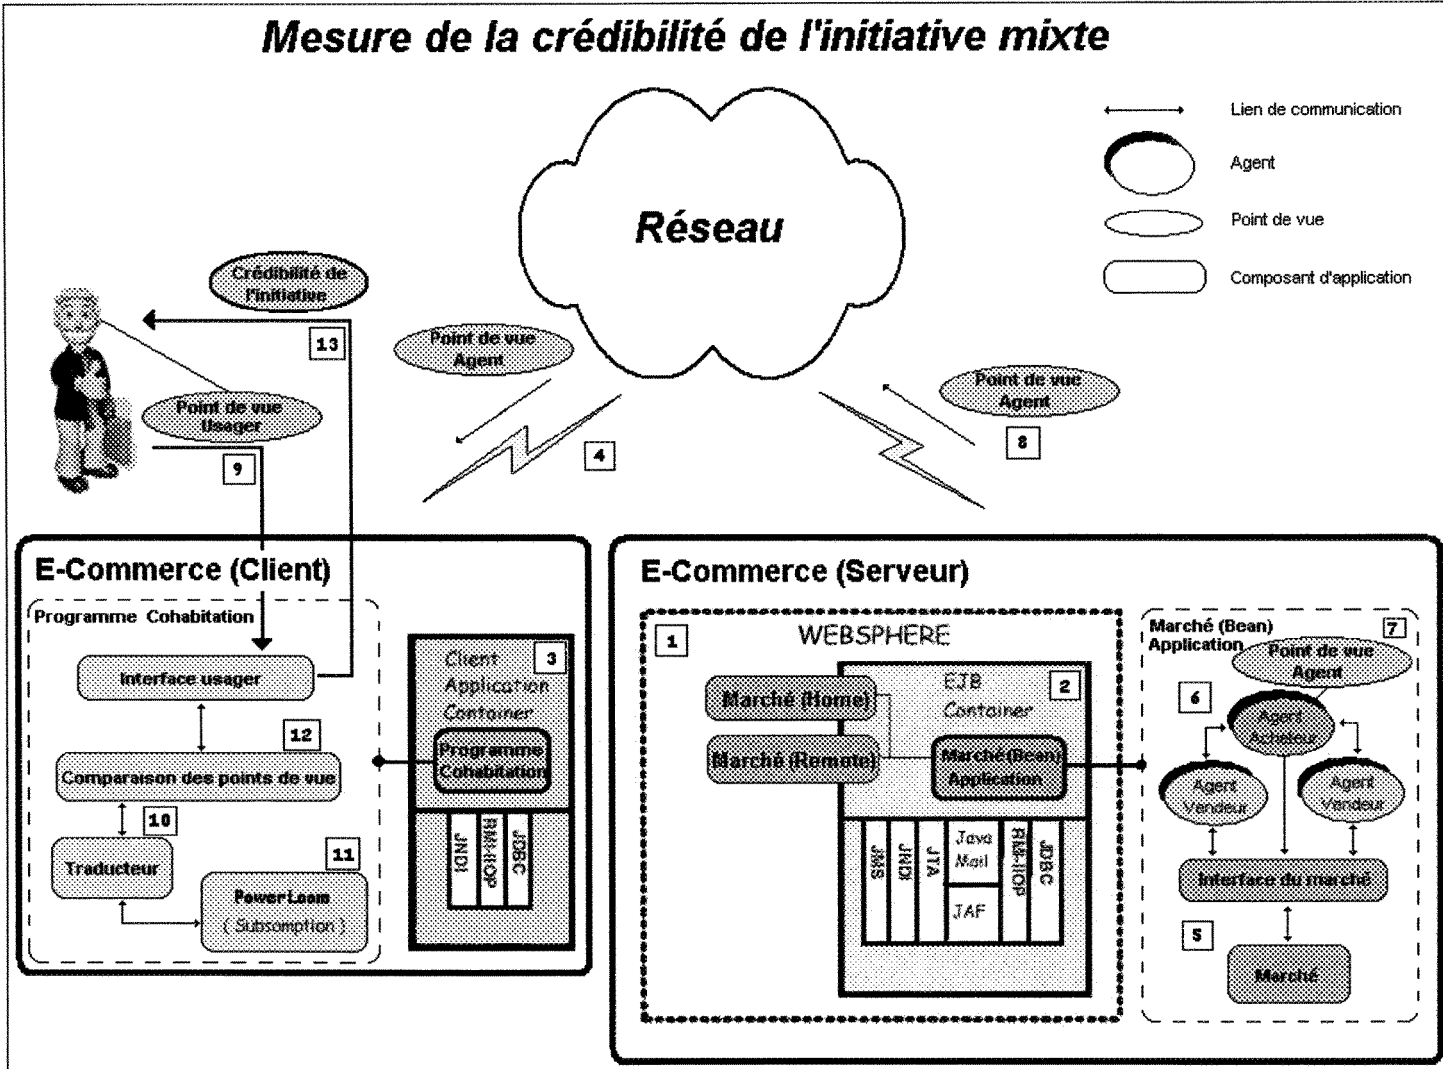 Mesure de la crédibilité de l'initiative mixte
Lien de communication
Agent
Point de vue
Composant d'application
Réseau
Crédibilité de
l'initiative
13
Point de vue
Agent
Point de vue
Agent
8
4
Point de vue
Usager
9
E-Commerce (Client)
Programme Cohabitation
Interface usager
12
Comparaison des points de vue
10
Traducteur
11
PowerLoom
( Subsomption )
3
Client
Application
Container
Programme
Cohabitation
JNDI
RMI-IIOP
JDBC
E-Commerce (Serveur)
1
WEBSPHERE
Marché (Home)
Marché (Remote)
2
EJB
Container
Marché (Bean)
Application
JMS
JNDI
JTA
Java
Mail
JAF
RMI-IIOP
JDBC
Marché (Bean)
Application
7
Point de vue
Agent
6
Agent
Acheteur
Agent
Vendeur
Agent
Vendeur
Interface du marché
5
Marché